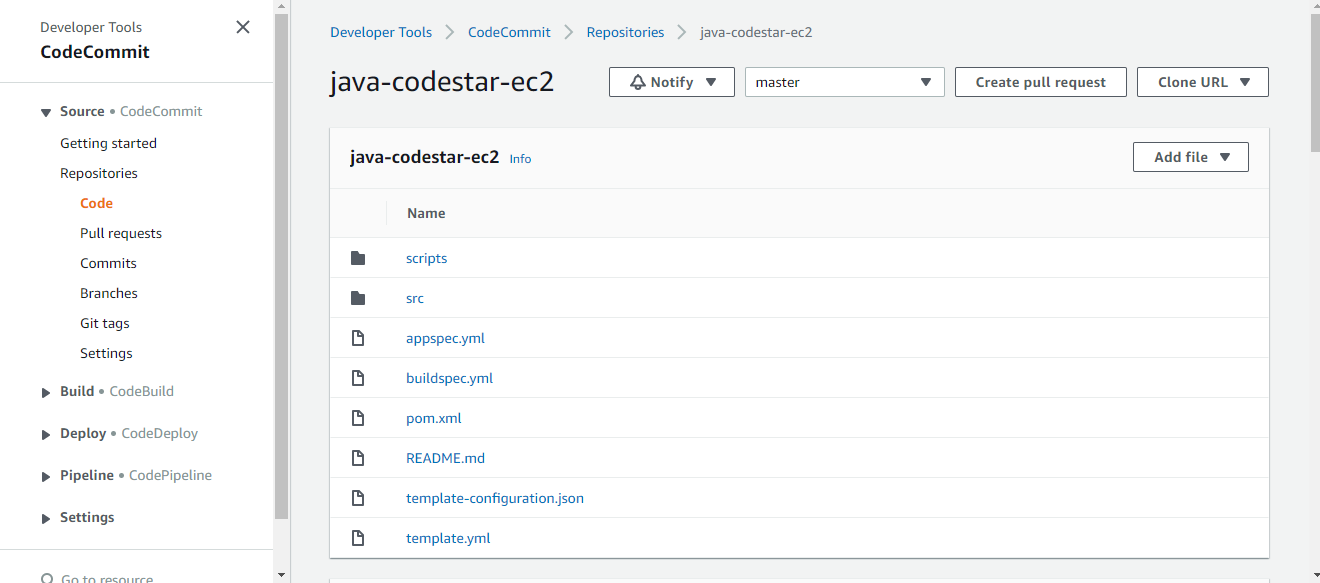 Developer Tools
CodeCommit
Source • CodeCommit
Getting started
Repositories
Code
Pull requests
Commits
Branches
Git tags
Settings
Build • CodeBuild
Deploy • CodeDeploy
Pipeline • CodePipeline
Settings
Go to resource
Developer Tools CodeCommit Repositories java-codestar-ec2
java-codestar-ec2 Notify master Create pull request Clone URL
java-codestar-ec2 Info Add file
Name
scripts
src
appspec.yml
buildspec.yml
pom.xml
README.md
template-configuration.json
template.yml